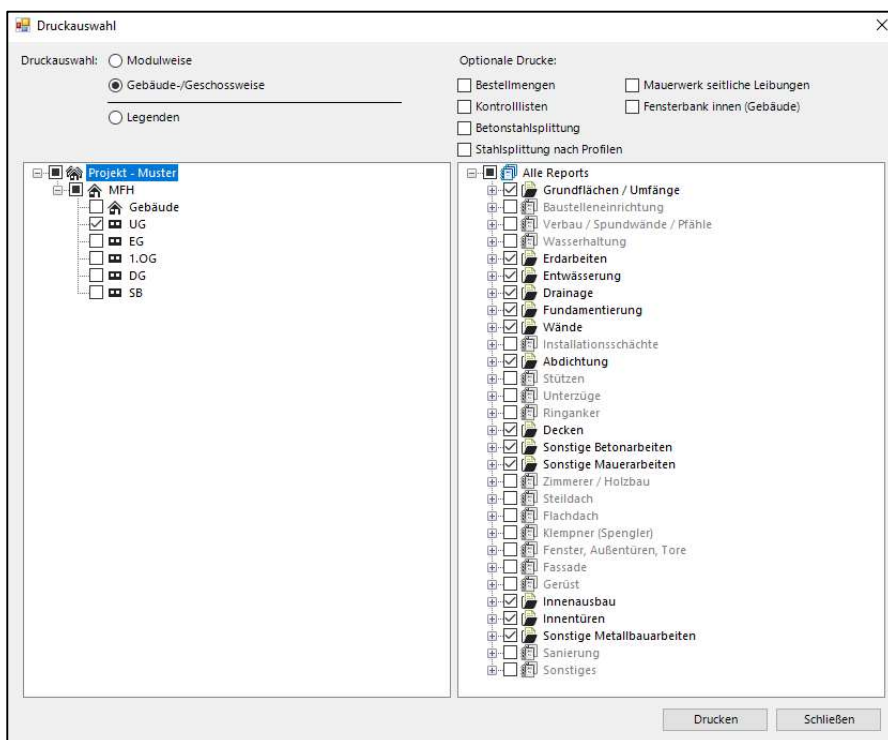 Druckauswahl
Druckauswahl:
Modulweise
Gebäude-/Geschossweise
Legenden
Optionale Drucke:
Bestellmengen
Mauerwerk seitliche Leibungen
Kontrolllisten
Fensterbank innen (Gebäude)
Betonstahlsplittung
Stahlsplittung nach Profilen
Projekt - Muster
MFH
Gebäude
UG
EG
1.OG
DG
SB
Alle Reports
Grundflächen / Umfänge
Baustelleneinrichtung
Verbau / Spundwände / Pfähle
Wasserhaltung
Erdarbeiten
Entwässerung
Drainage
Fundamentierung
Wände
Installationsschächte
Abdichtung
Stützen
Unterzüge
Ringanker
Decken
Sonstige Betonarbeiten
Sonstige Mauerarbeiten
Zimmerer / Holzbau
Steildach
Flachdach
Klempner (Spengler)
Fenster, Außentüren, Tore
Fassade
Gerüst
Innenausbau
Innentüren
Sonstige Metallbauarbeiten
Sanierung
Sonstiges
Drucken
Schließen